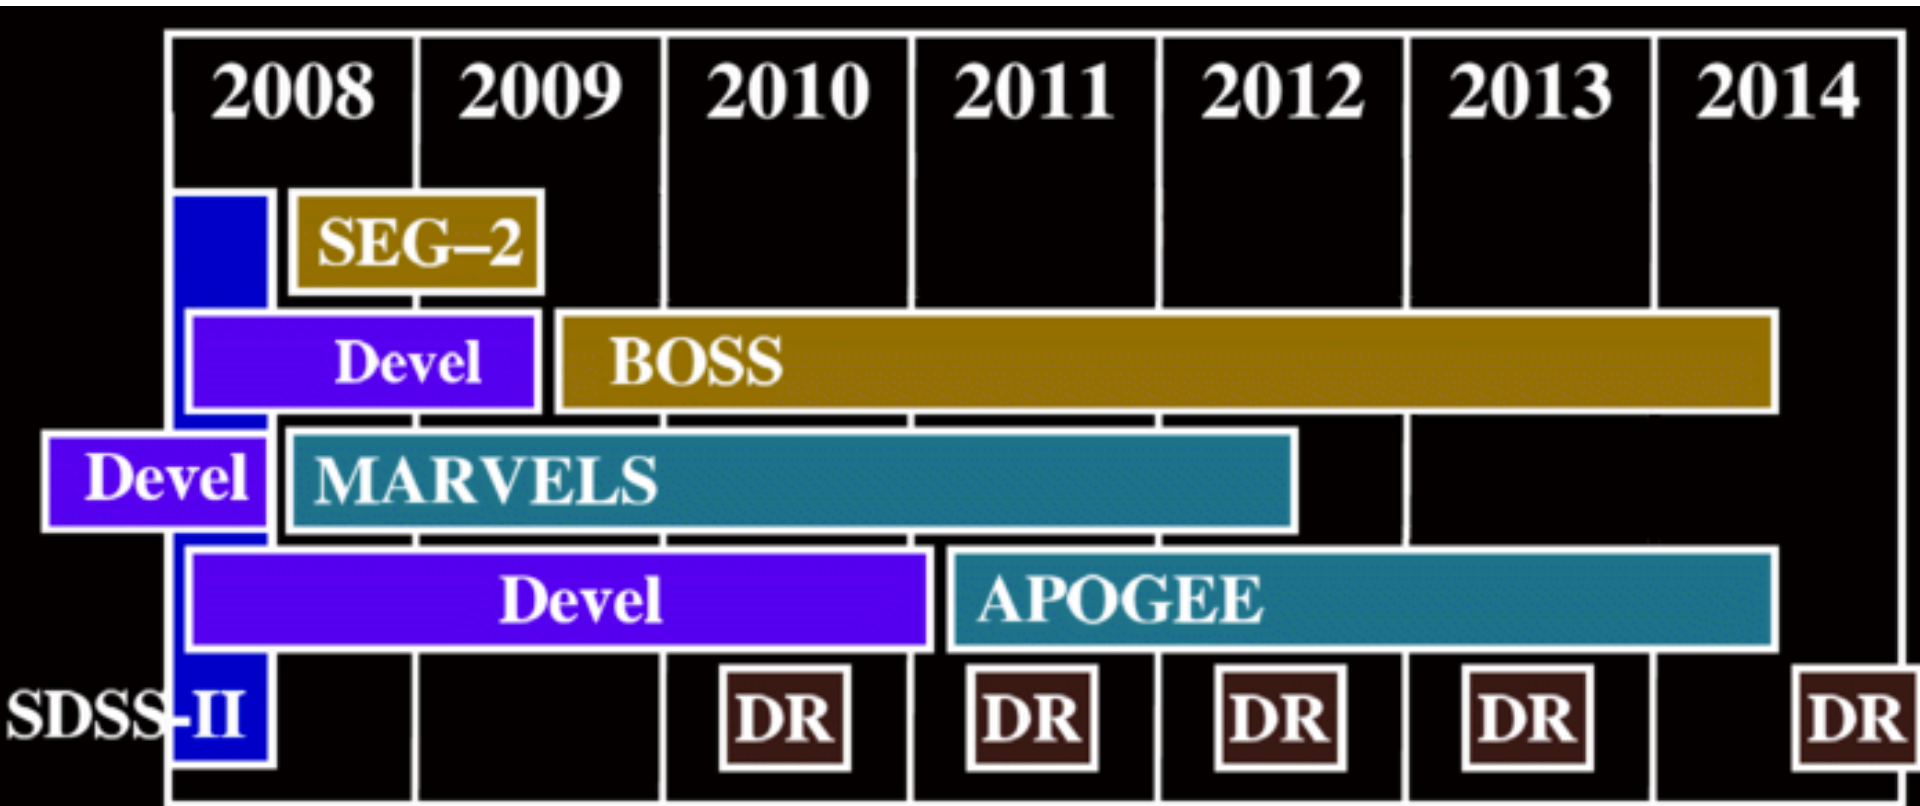 2008 2009 2010 2011 2012 2013 2014
SEG–2
Devel BOSS
Devel MARVELS
Devel APOGEE
SDSS-II DR DR DR DR DR